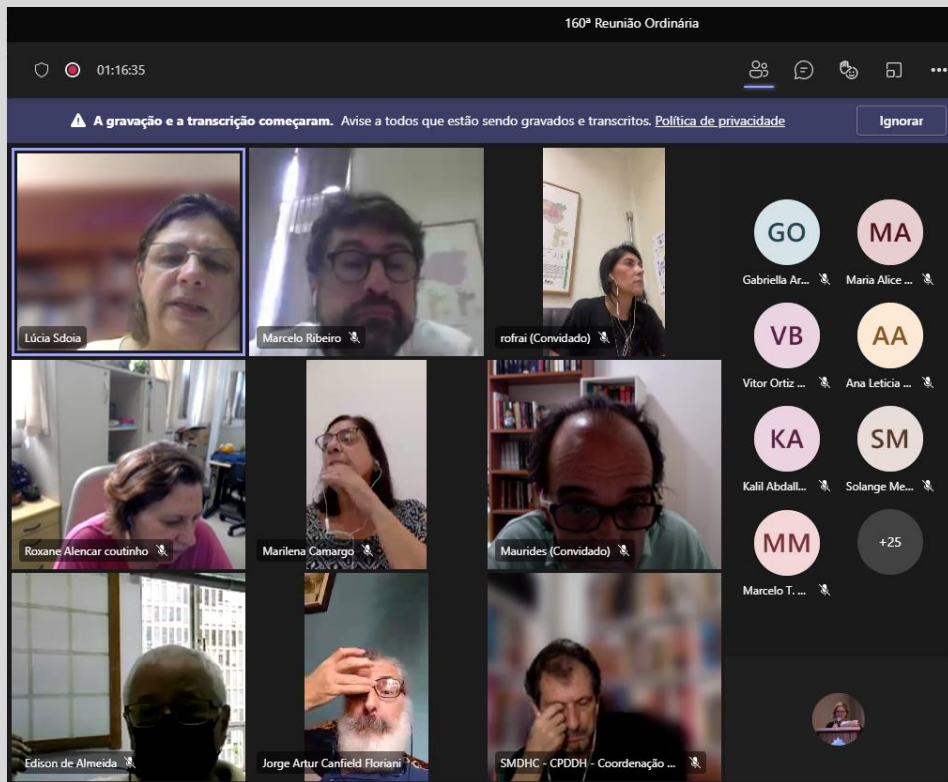 160ª Reunião Ordinária
01:16:35
A gravação e a transcrição começaram. Avise a todos que estão sendo gravados e transcritos. Política de privacidade
Ignorar
Lúcia Sdoia
Marcelo Ribeiro
rofrai (Convidado)
GO
MA
Gabriella Ar...
Maria Alice ...
VB
AA
Vitor Ortiz ...
Ana Leticia ...
Roxane Alencar coutinho
Marilena Camargo
Maurides (Convidado)
KA
SM
Kalil Abdall...
Solange Me...
MM
+25
Marcelo T. ...
Edison de Almeida
Jorge Artur Canfield Floriani
SMDHC - CPDDH - Coordenação ...